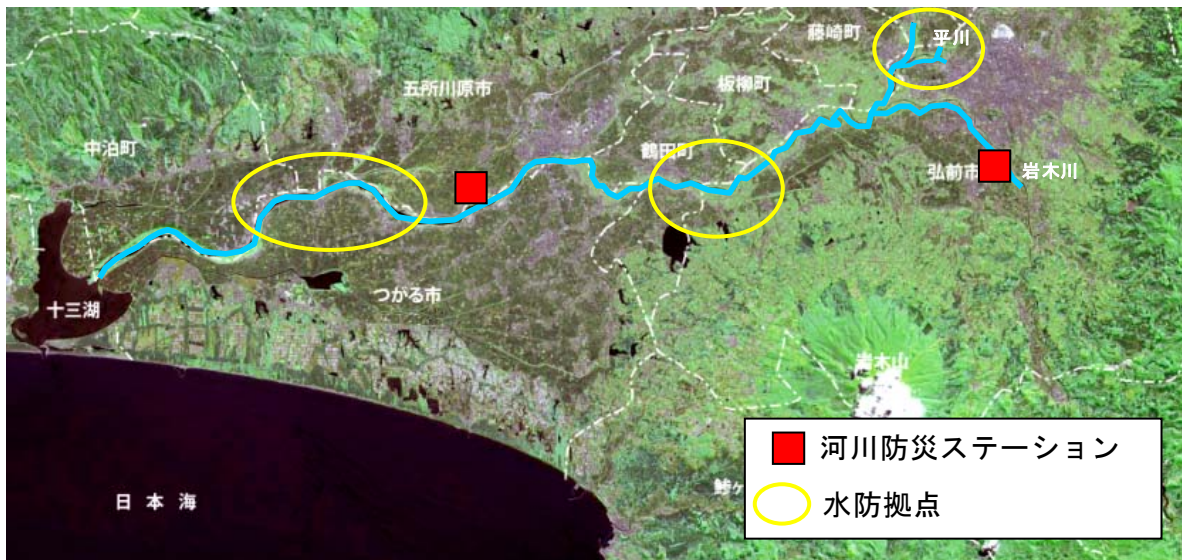 藤崎町
平川
五所川原市
板柳町
中泊町
鶴田町
弘前市
岩木川
つがる市
十三湖
岩木山
日本海
鰺ヶ
河川防災ステーション
水防拠点